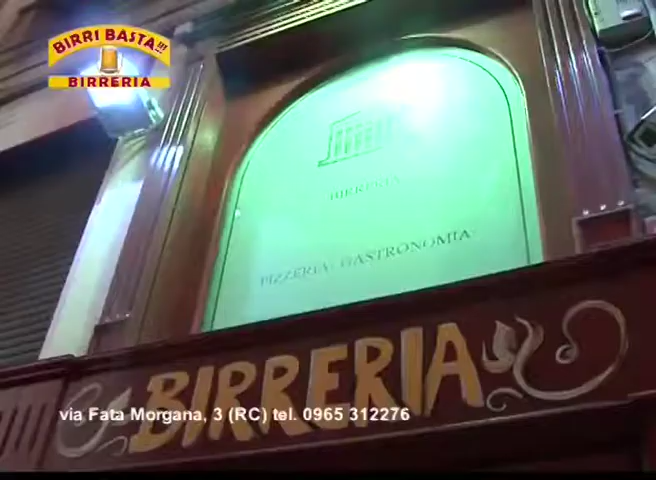 BIRRI BASTA!!!
BIRRERIA
BIRRERIA
PIZZERIA GASTRONOMIA
BIRRERIA
via Fata Morgana, 3 (RC) tel. 0965-312276